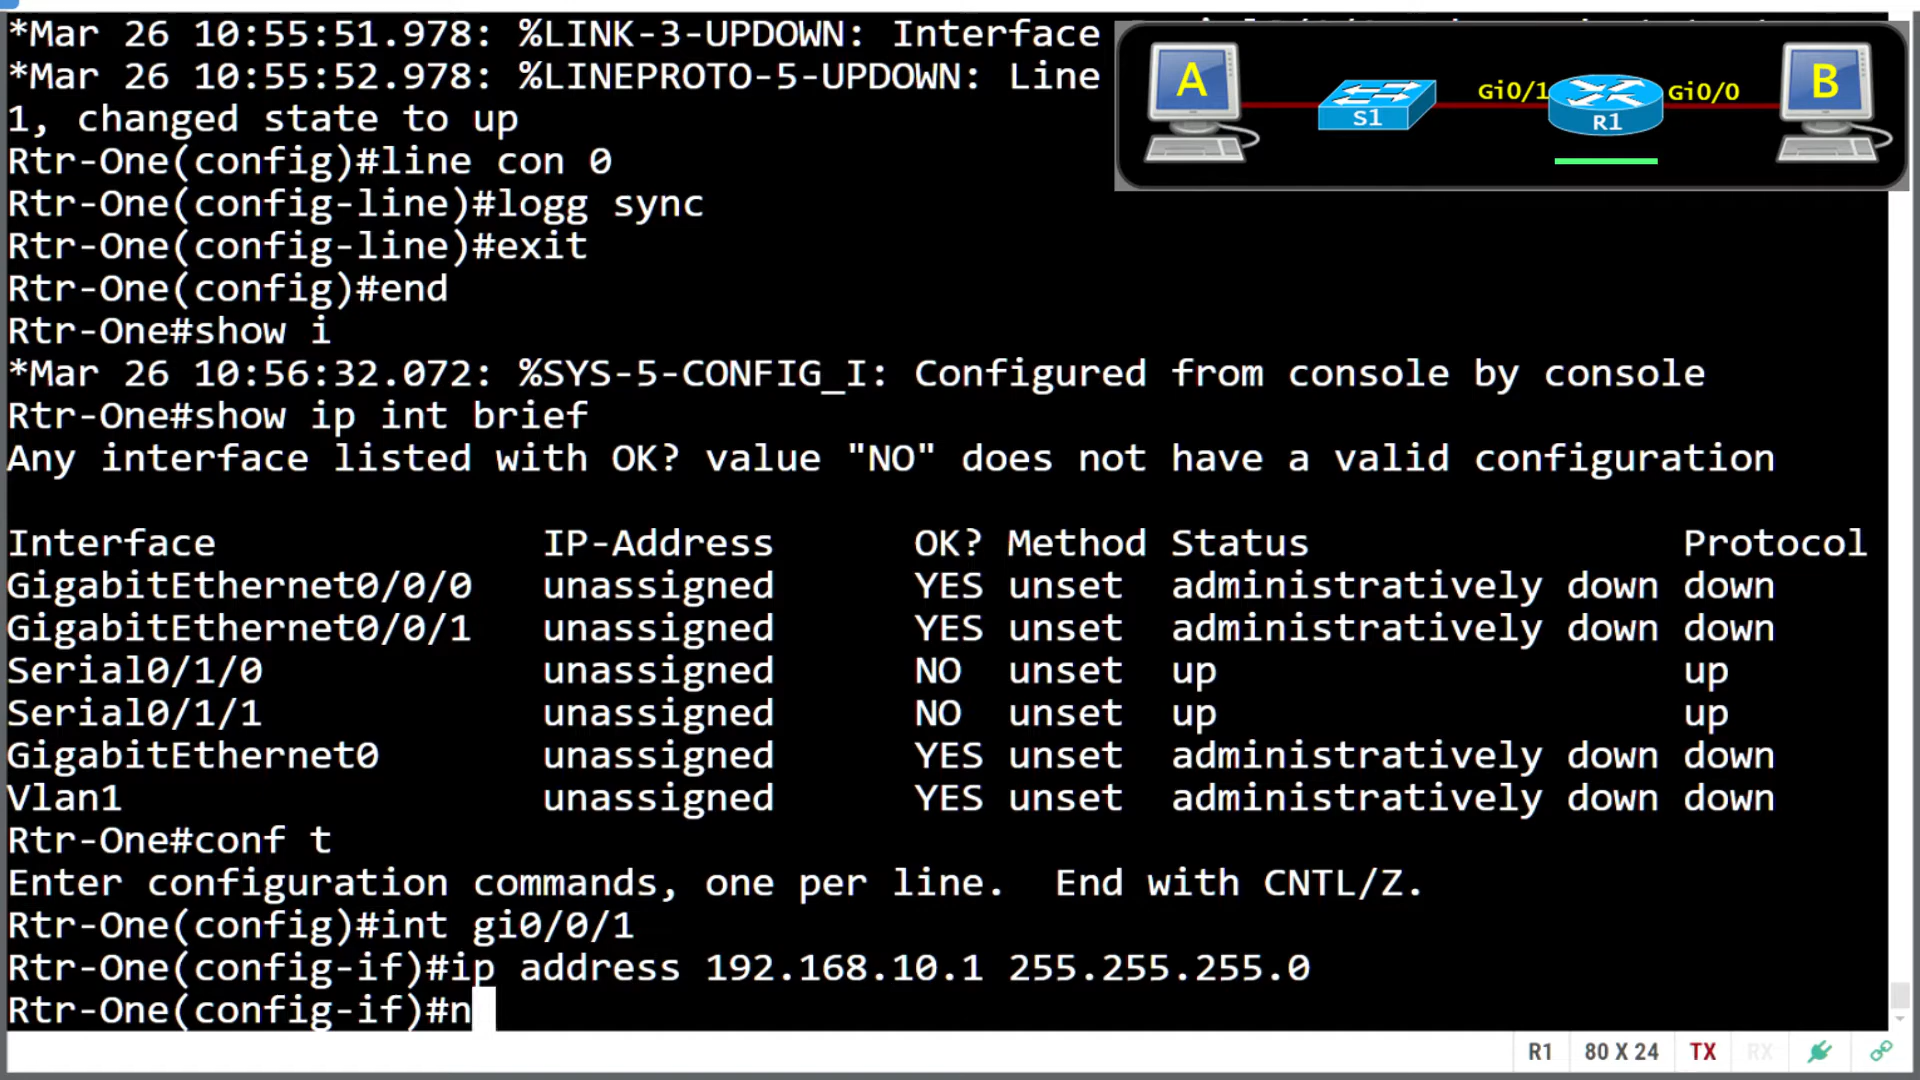 *Mar 26 10:55:51.978: %LINK-3-UPDOWN: Interface
*Mar 26 10:55:52.978: %LINEPROTO-5-UPDOWN: Line
1, changed state to up
Rtr-One(config)#line con 0
Rtr-One(config-line)#logg sync
Rtr-One(config-line)#exit
Rtr-One(config)#end
Rtr-One#show i
*Mar 26 10:56:32.072: %SYS-5-CONFIG_I: Configured from console by console
Rtr-One#show ip int brief
Any interface listed with OK? value "NO" does not have a valid configuration
Interface IP-Address OK? Method Status Protocol
GigabitEthernet0/0/0 unassigned YES unset administratively down down
GigabitEthernet0/0/1 unassigned YES unset administratively down down
Serial0/1/0 unassigned NO unset up up
Serial0/1/1 unassigned NO unset up up
GigabitEthernet0 unassigned YES unset administratively down down
Vlan1 unassigned YES unset administratively down down
Rtr-One#conf t
Enter configuration commands, one per line. End with CNTL/Z.
Rtr-One(config)#int gi0/0/1
Rtr-One(config-if)#ip address 192.168.10.1 255.255.255.0
Rtr-One(config-if)#n
A S1 Gi0/1 R1 Gi0/0 B
R1 80 X 24 TX RX